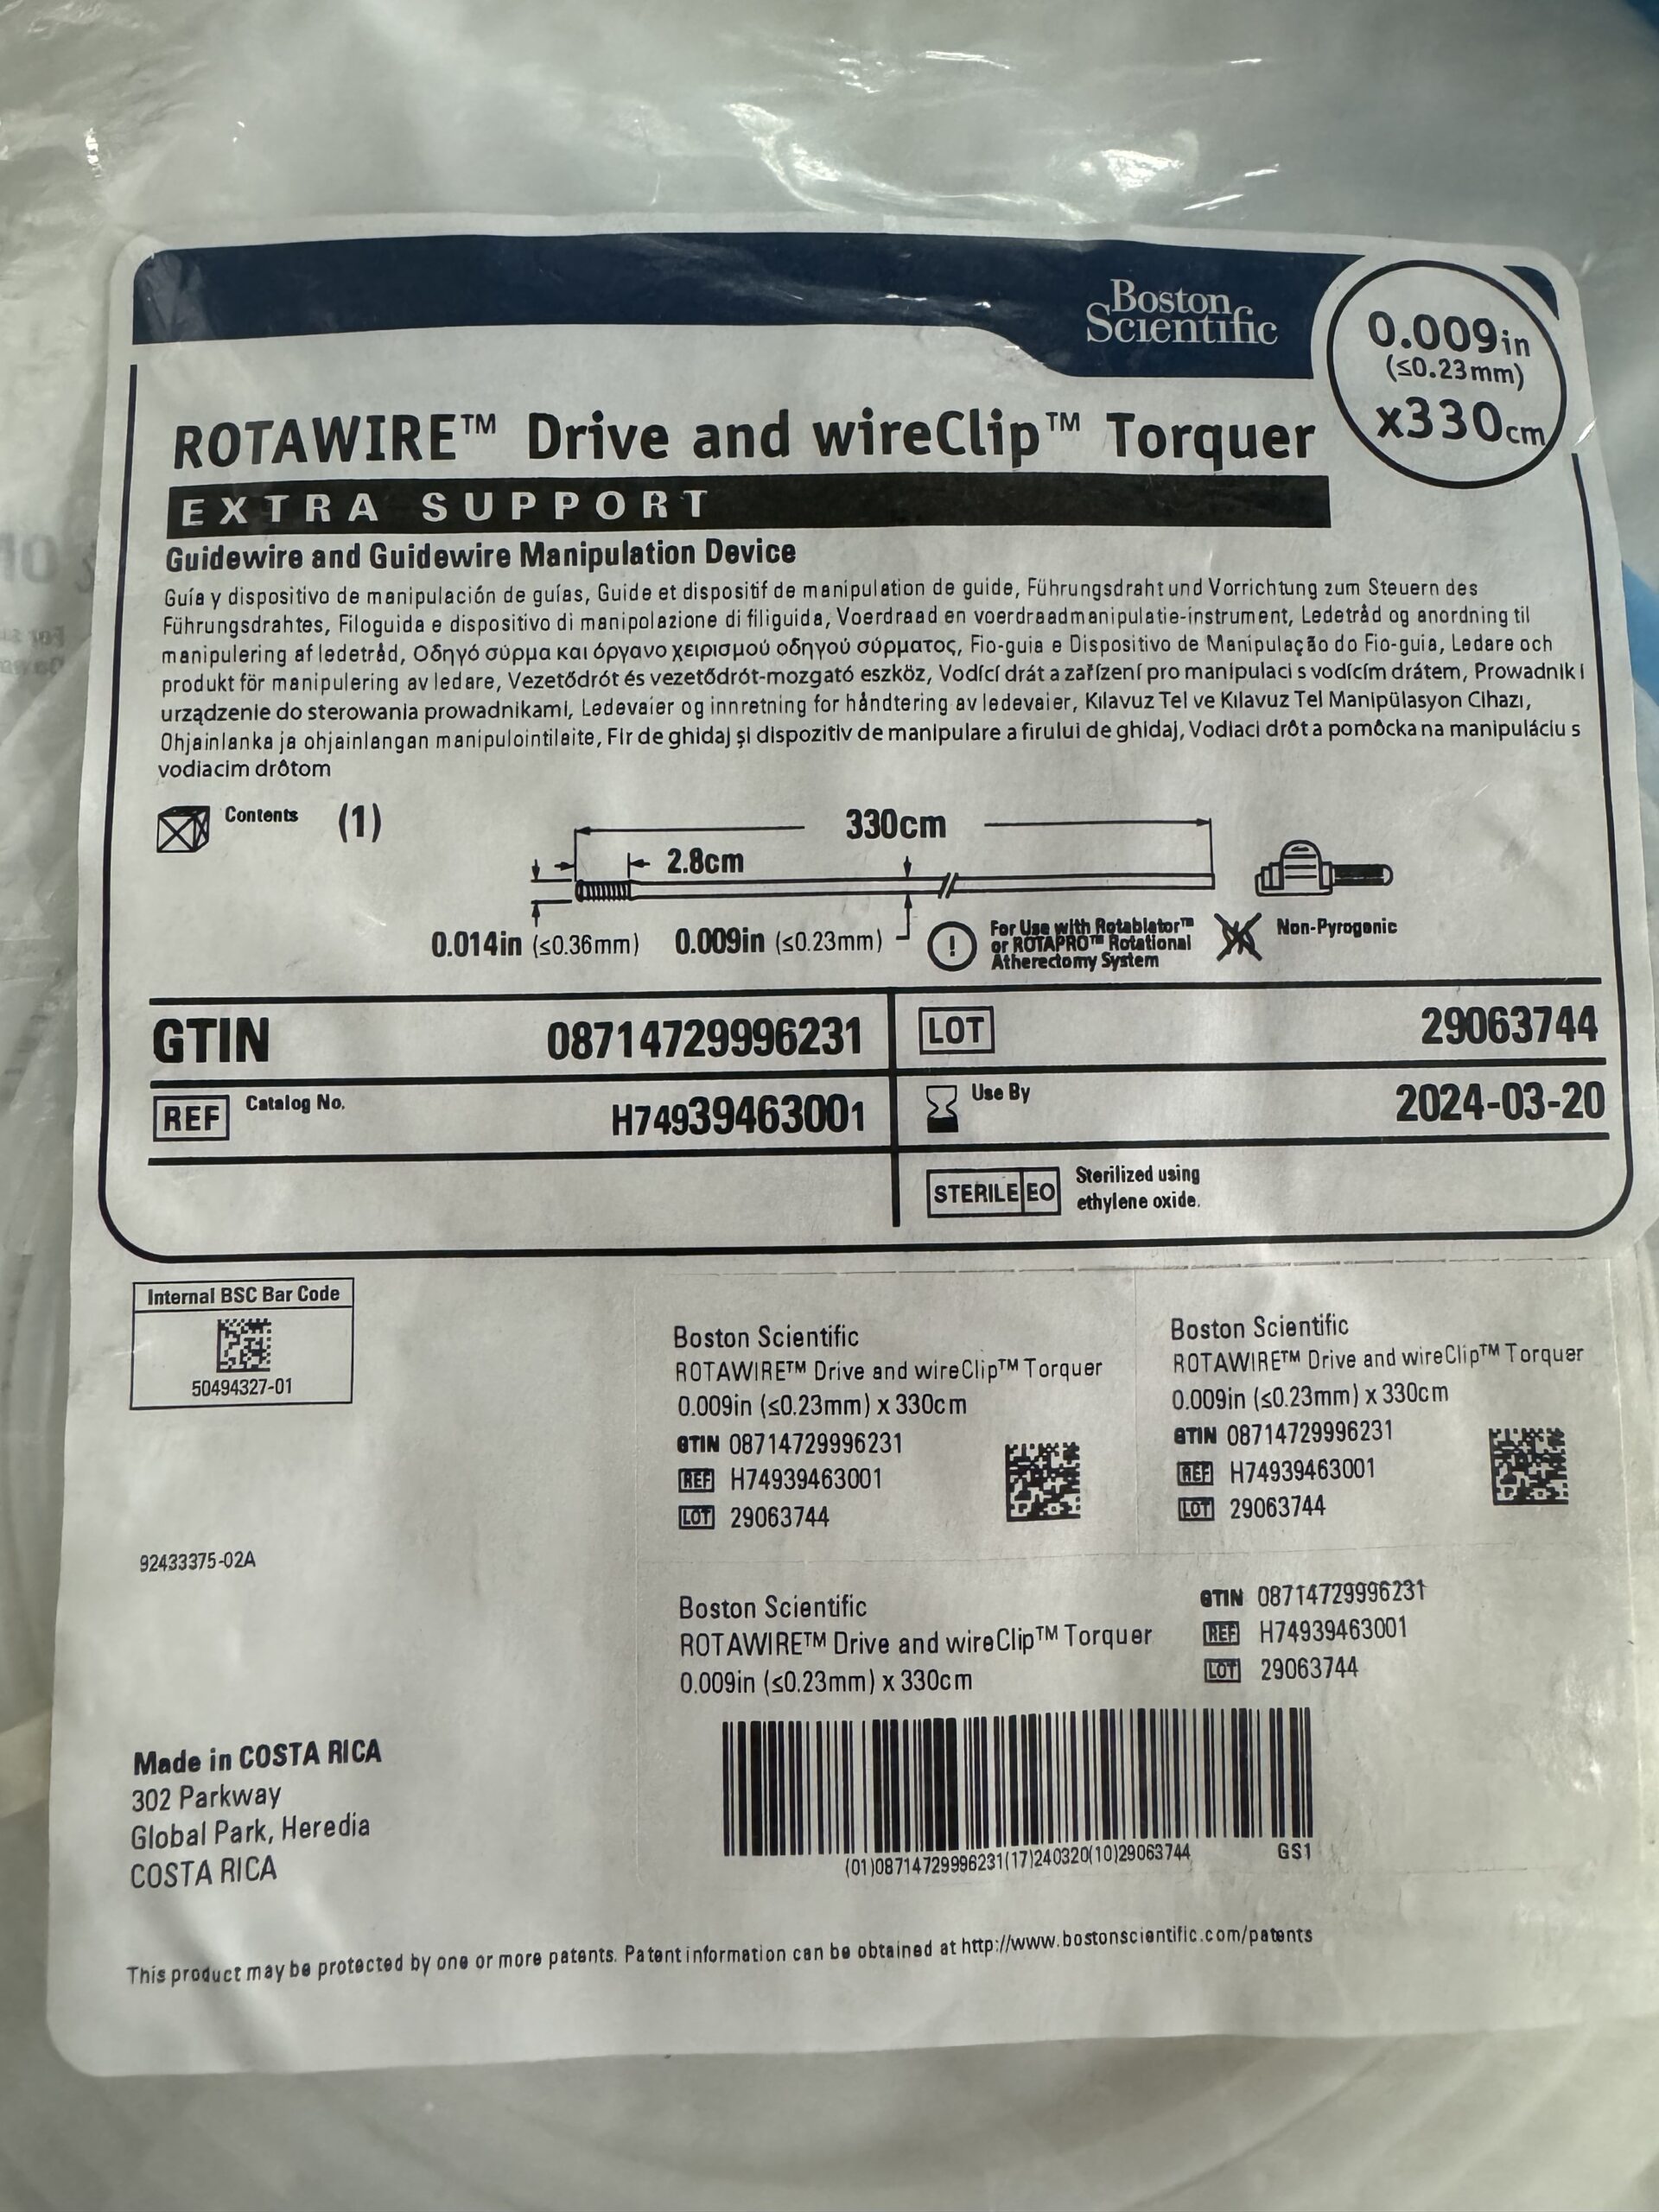 Boston
Scientific
0.009in
(≤0.23mm)
x330cm
ROTAWIRE™ Drive and wireClip™ Torquer
EXTRA SUPPORT
Guidewire and Guidewire Manipulation Device
Guía y dispositivo de manipulación de guías, Guide et dispositif de manipulation de guide, Führungsdraht und Vorrichtung zum Steuern des
Führungsdrahtes, Filoguida e dispositivo di manipolazione di filiguida, Voerdraad en voerdraadmanipulatie-instrument, Ledetråd og anordning til
manipulering af ledetråd, Οδηγό σύρμα και όργανο χειρισμού οδηγού σύρματος, Fio-guia e Dispositivo de Manipulação do Fio-guia, Ledare och
produkt för manipulering av ledare, Vezetődrót és vezetődrót-mozgató eszköz, Vodicí drát a zařízení pro manipulaci s vodicím drátem, Prowadnik i
urządzenie do sterowania prowadnikami, Ledevaier og innretning for håndtering av ledevaier, Kılavuz Tel ve Kılavuz Tel Manipülasyon Cihazı,
Ohjainlanka ja ohjainlangan manipulointilaite, Fir de ghidaj și dispozitiv de manipulare a firului de ghidaj, Vodiaci drôt a pomôcka na manipuláciu s
vodiacim drôtom
Contents (1)
330cm
2.8cm
0.014in (≤0.36mm) 0.009in (≤0.23mm)
For Use with Rotablator™
or ROTAPRO™ Rotational
Atherectomy System
Non-Pyrogenic
GTIN 08714729996231
LOT 29063744
REF Catalog No. H74939463001
Use By 2024-03-20
STERILE EO Sterilized using
ethylene oxide.
Internal BSC Bar Code
50494327-01
Boston Scientific
ROTAWIRE™ Drive and wireClip™ Torquer
0.009in (≤0.23mm) x 330cm
GTIN 08714729996231
REF H74939463001
LOT 29063744
Boston Scientific
ROTAWIRE™ Drive and wireClip™ Torquer
0.009in (≤0.23mm) x 330cm
GTIN 08714729996231
REF H74939463001
LOT 29063744
92433375-02A
Boston Scientific
ROTAWIRE™ Drive and wireClip™ Torquer
0.009in (≤0.23mm) x 330cm
GTIN 08714729996231
REF H74939463001
LOT 29063744
(01)08714729996231(17)240320(10)29063744 GS1
Made in COSTA RICA
302 Parkway
Global Park, Heredia
COSTA RICA
This product may be protected by one or more patents. Patent information can be obtained at http://www.bostonscientific.com/patents